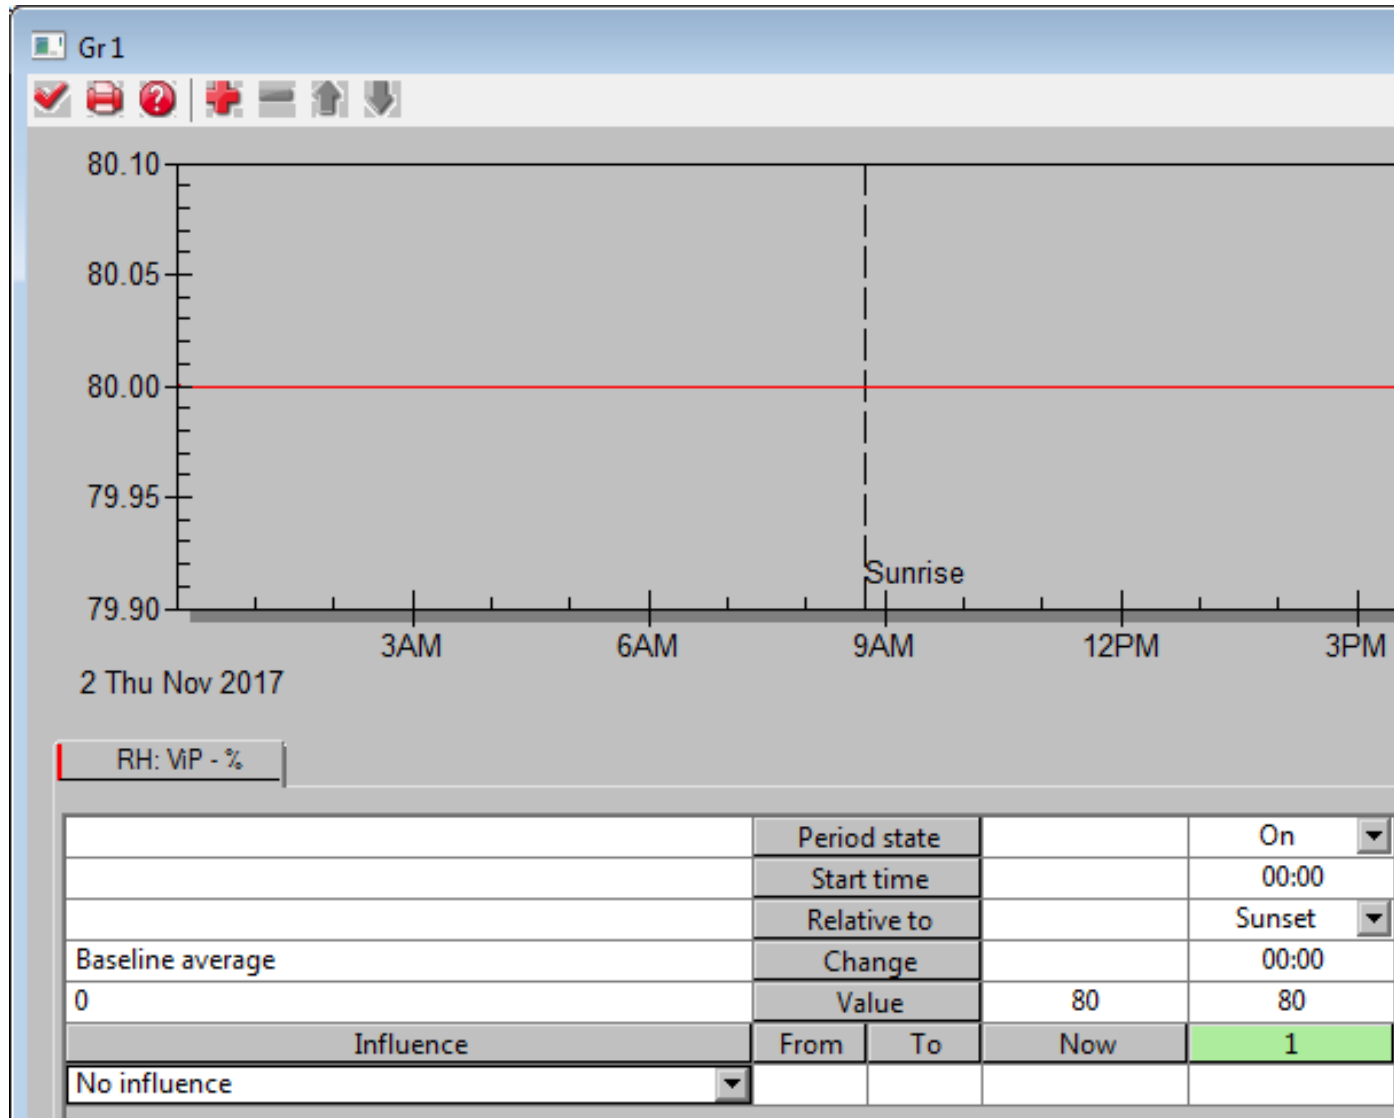 Gr1
80.10
80.05
80.00
79.95
79.90
Sunrise
3AM 6AM 9AM 12PM 3PM
2 Thu Nov 2017
RH: ViP - %
Period state On
Start time 00:00
Relative to Sunset
Baseline average Change 00:00
0 Value 80 80
Influence From To Now 1
No influence